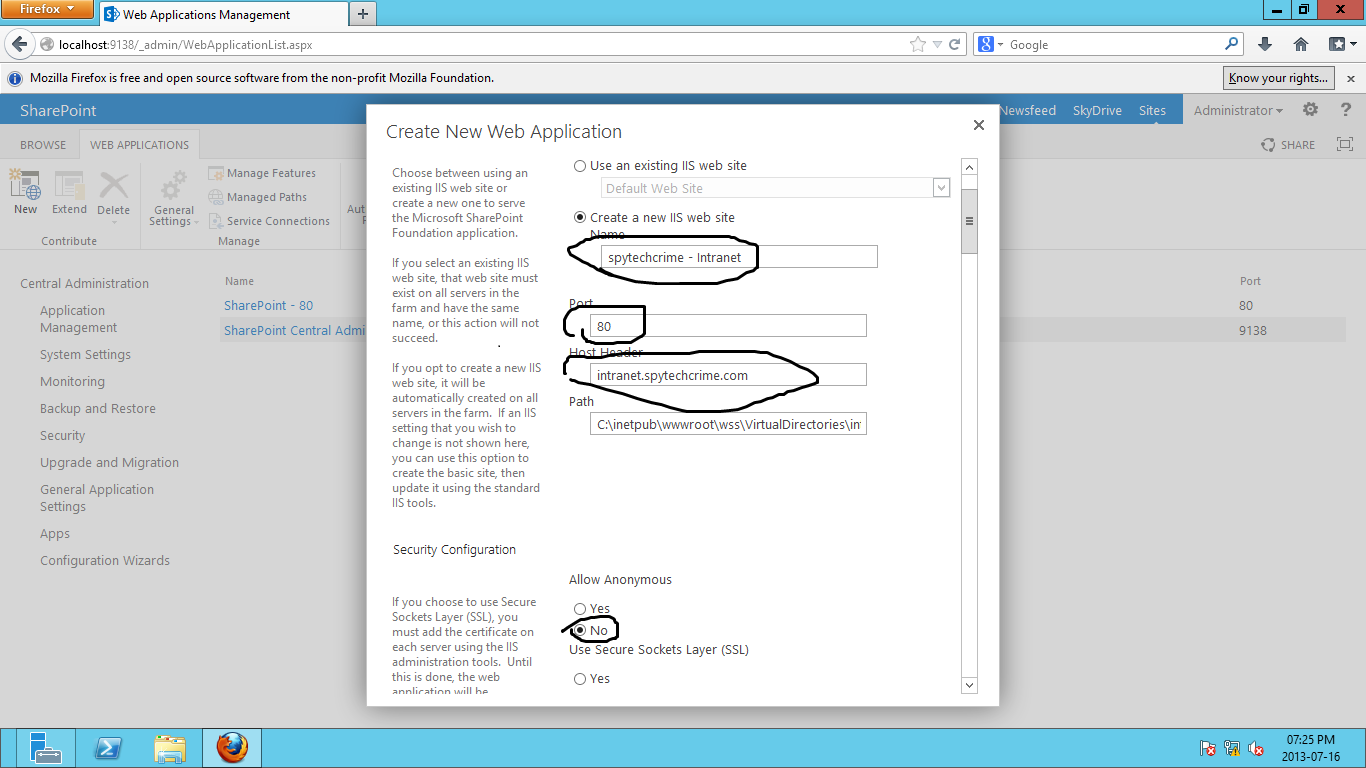 Firefox
Web Applications Management
localhost:9138/_admin/WebApplicationList.aspx
Google
Mozilla Firefox is free and open source software from the non-profit Mozilla Foundation.
Know your rights...
SharePoint
Newsfeed SkyDrive Sites Administrator
BROWSE WEB APPLICATIONS
SHARE
New Extend Delete
General Settings
Manage Features
Managed Paths
Service Connections
Contribute Manage
Central Administration
Application
Management
System Settings
Monitoring
Backup and Restore
Security
Upgrade and Migration
General Application
Settings
Apps
Configuration Wizards
Name
SharePoint - 80
SharePoint Central Admi
Port
80
9138
Create New Web Application
Choose between using an
existing IIS web site or
create a new one to serve
the Microsoft SharePoint
Foundation application.
If you select an existing IIS
web site, that web site must
exist on all servers in the
farm and have the same
name, or this action will not
succeed.
If you opt to create a new IIS
web site, it will be
automatically created on all
servers in the farm. If an IIS
setting that you wish to
change is not shown here,
you can use this option to
create the basic site, then
update it using the standard
IIS tools.
Use an existing IIS web site
Default Web Site
Create a new IIS web site
Name
spytechcrime - Intranet
Port
80
Host Header
intranet.spytechcrime.com
Path
C:\inetpub\wwwroot\wss\VirtualDirectories\in
Security Configuration
If you choose to use Secure
Sockets Layer (SSL), you
must add the certificate on
each server using the IIS
administration tools. Until
this is done, the web
application will be
Allow Anonymous
Yes
No
Use Secure Sockets Layer (SSL)
Yes
07:25 PM
2013-07-16